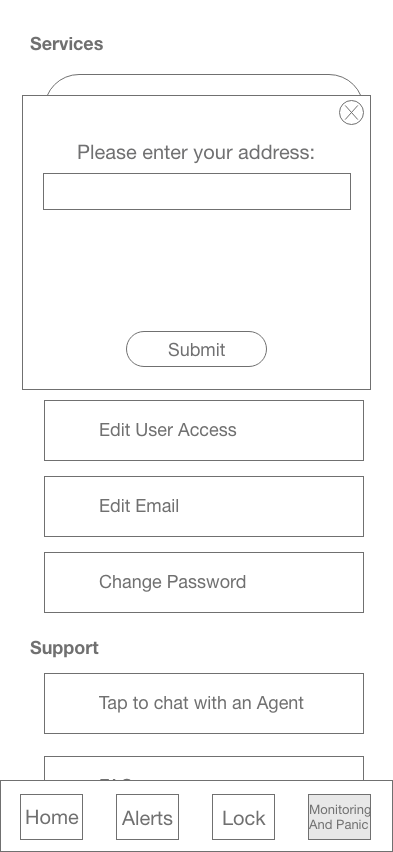 Services
Please enter your address:
Submit
Edit User Access
Edit Email
Change Password
Support
Tap to chat with an Agent
Home
Alerts
Lock
Monitoring
And Panic